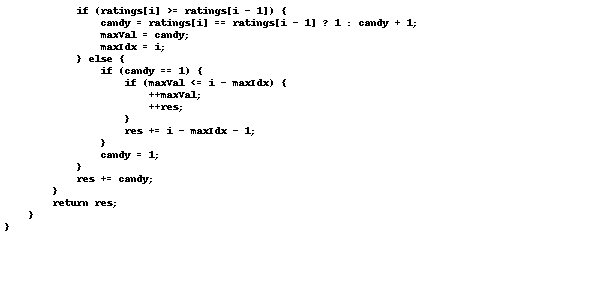 if (ratings[i] >= ratings[i - 1]) {
                candy = ratings[i] == ratings[i - 1] ? 1 : candy + 1;
                maxVal = candy;
                maxIdx = i;
            } else {
                if (candy == 1) {
                    if (maxVal <= i - maxIdx) {
                        ++maxVal;
                        ++res;
                    }
                    res += i - maxIdx - 1;
                }
                candy = 1;
            }
            res += candy;
        }
        return res;
    }
}